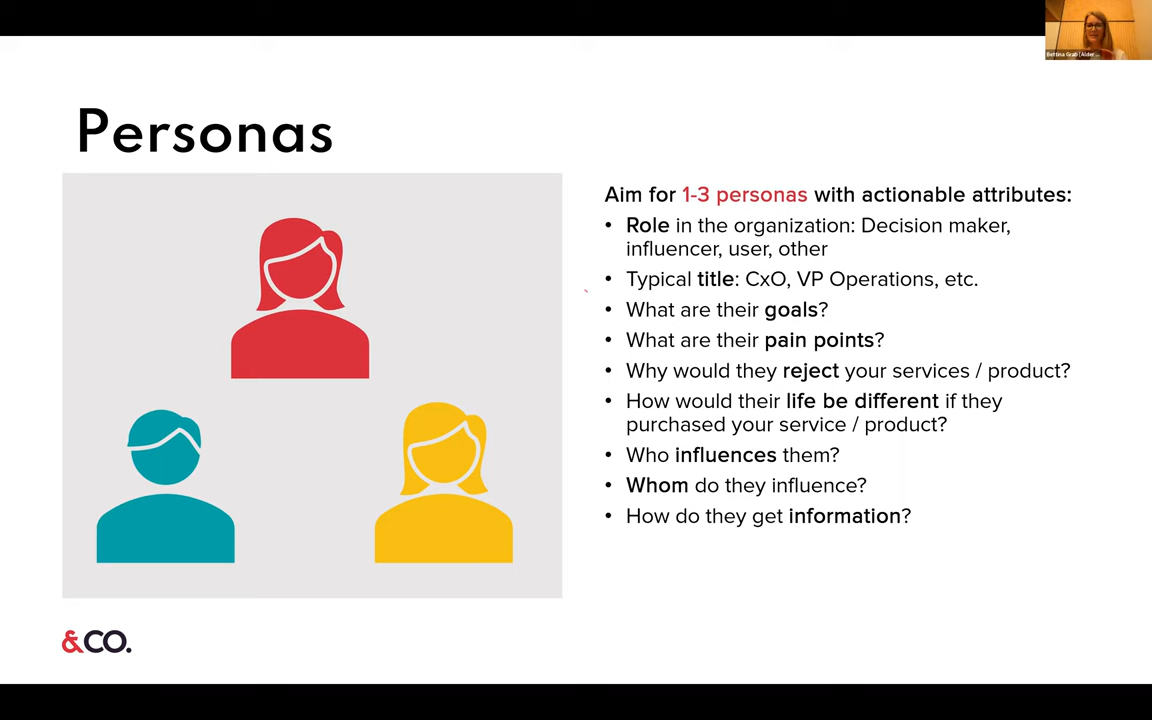 Bettina Grab | Alder ...
Personas
Aim for 1-3 personas with actionable attributes:
• Role in the organization: Decision maker,
influencer, user, other
• Typical title: CxO, VP Operations, etc.
• What are their goals?
• What are their pain points?
• Why would they reject your services / product?
• How would their life be different if they
purchased your service / product?
• Who influences them?
• Whom do they influence?
• How do they get information?
&CO.